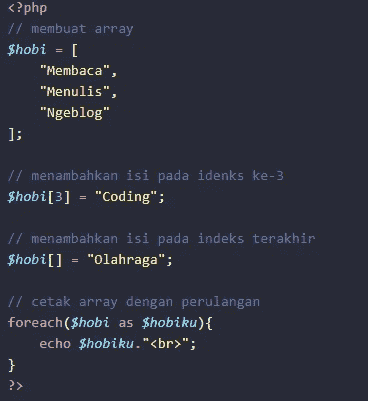 <?php
// membuat array
$hobi = [
    "Membaca",
    "Menulis",
    "Ngeblog"
];
// menambahkan isi pada idenks ke-3
$hobi[3] = "Coding";
// menambahkan isi pada indeks terakhir
$hobi[] = "Olahraga";
// cetak array dengan perulangan
foreach($hobi as $hobiku){
    echo $hobiku."<br>";
}
?>